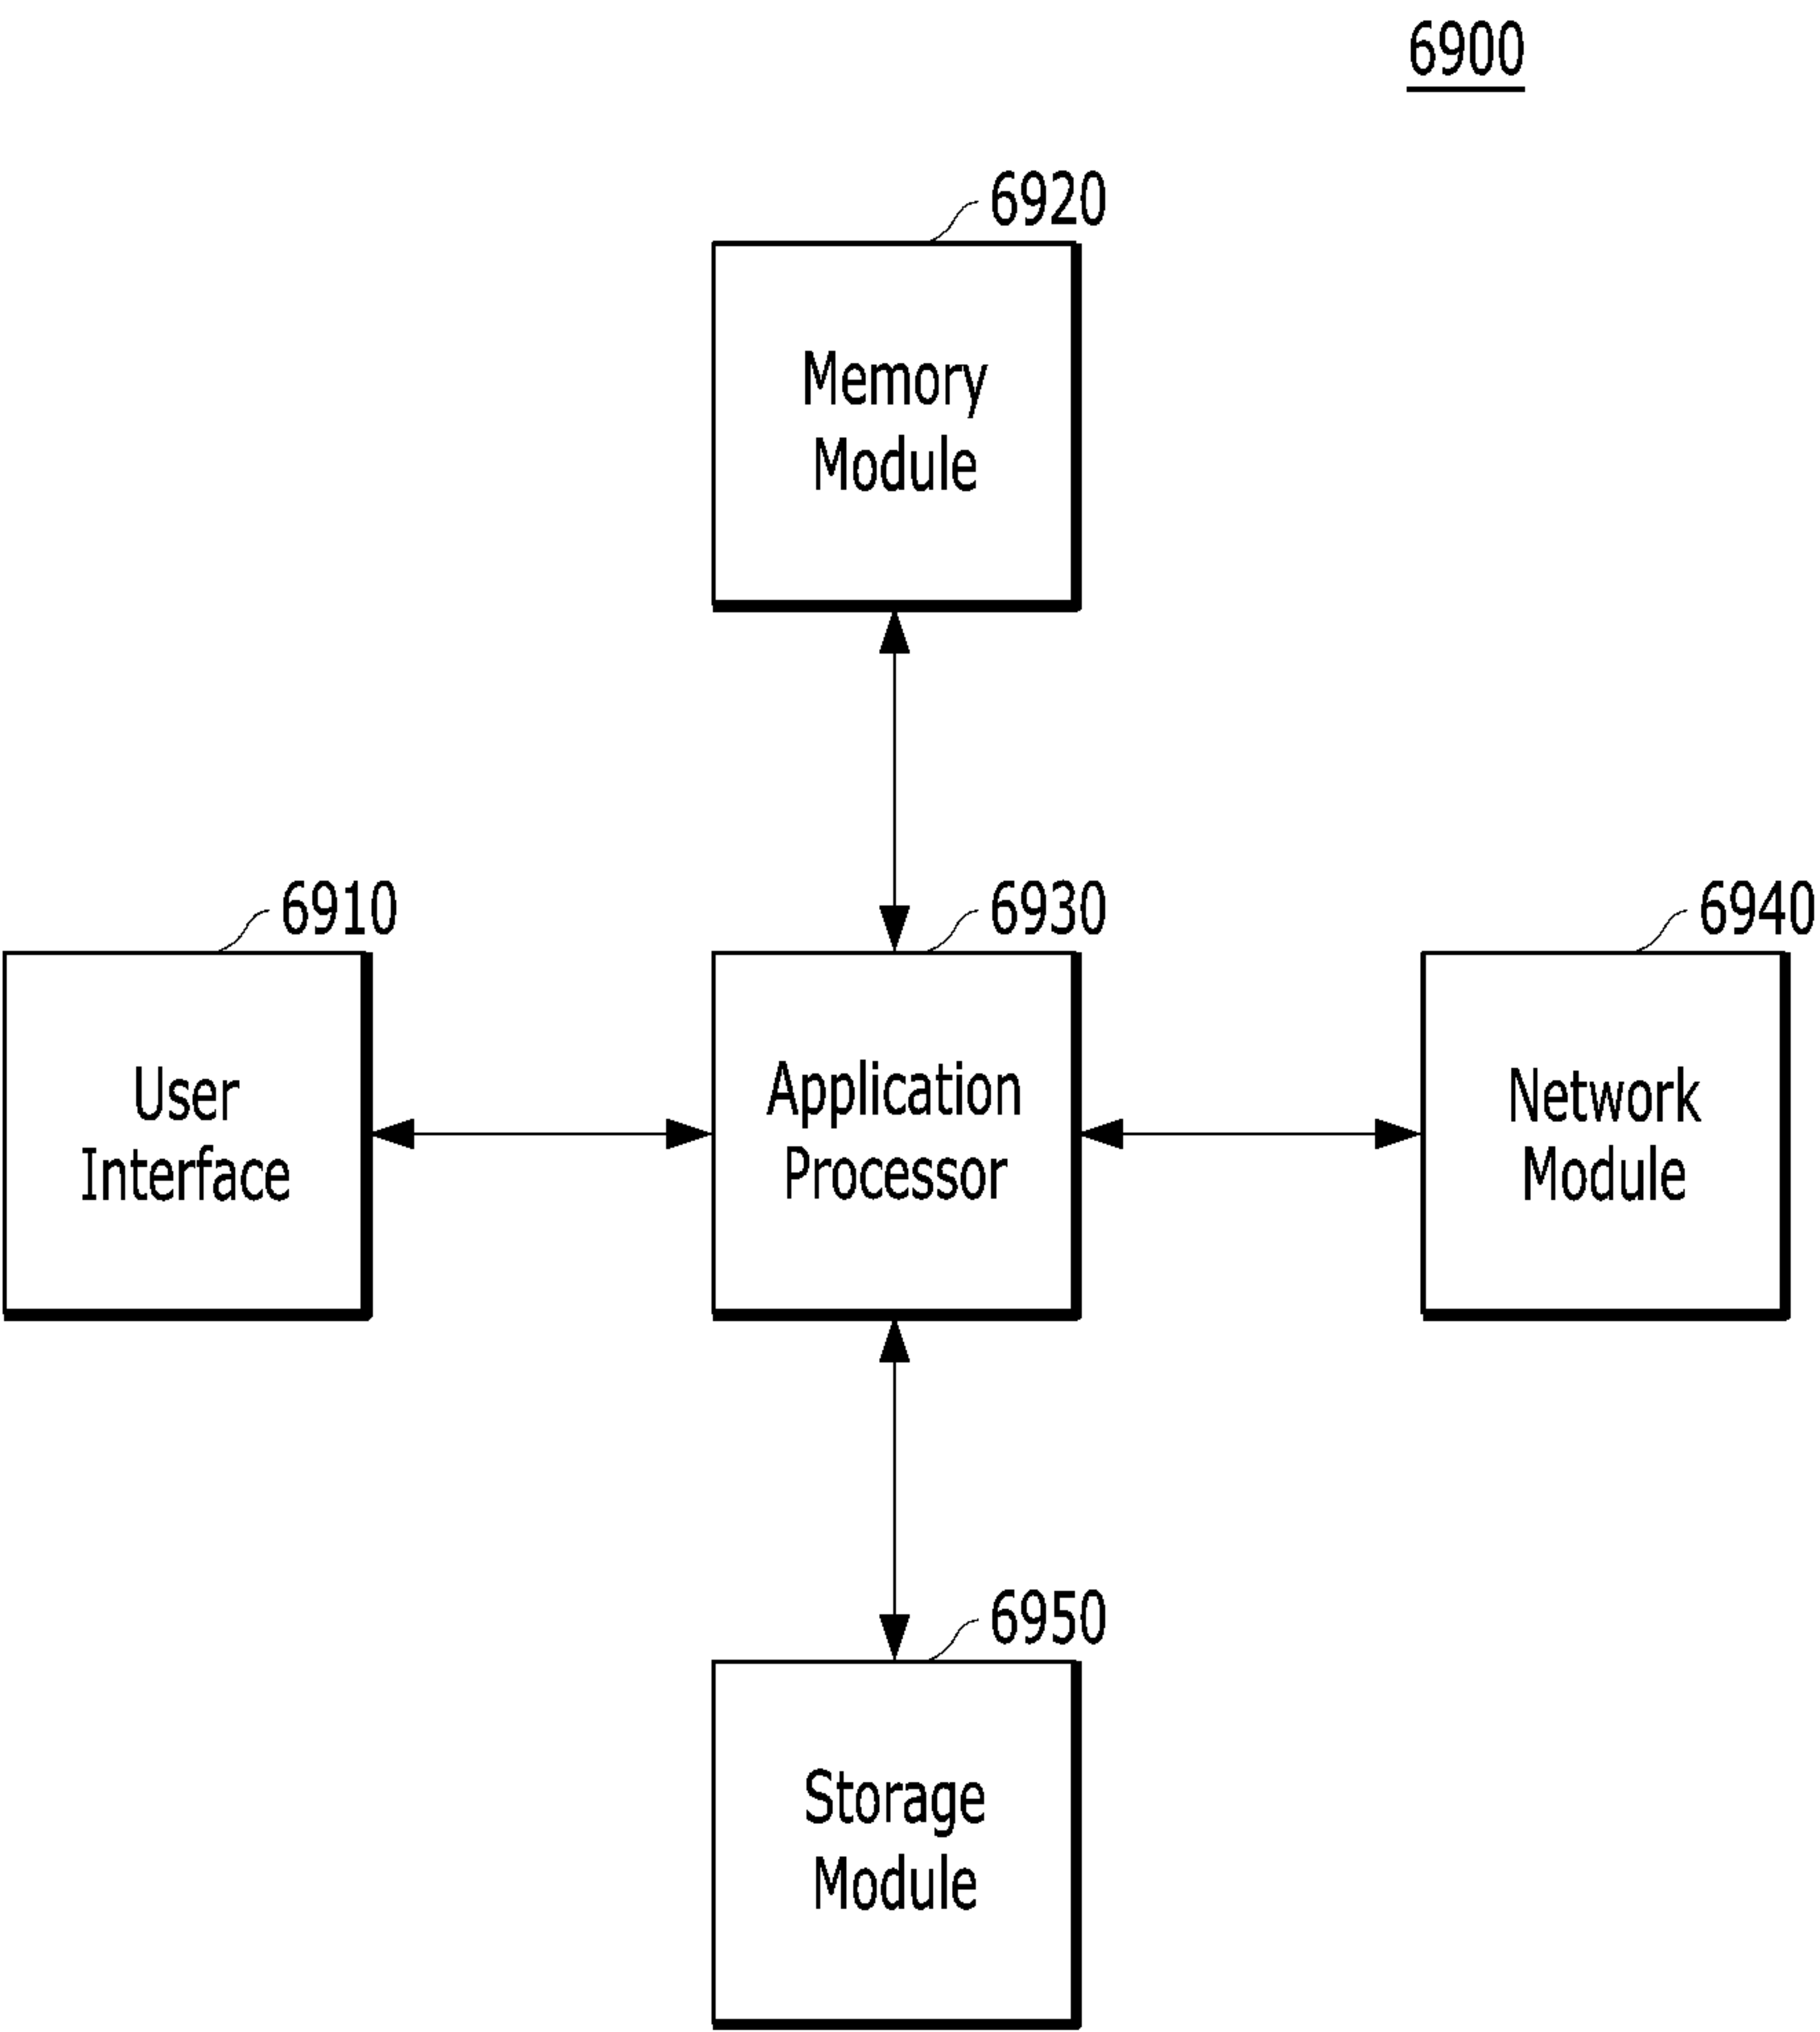 6900
6920
Memory
Module
6910
User
Interface
6930
Application
Processor
6940
Network
Module
6950
Storage
Module